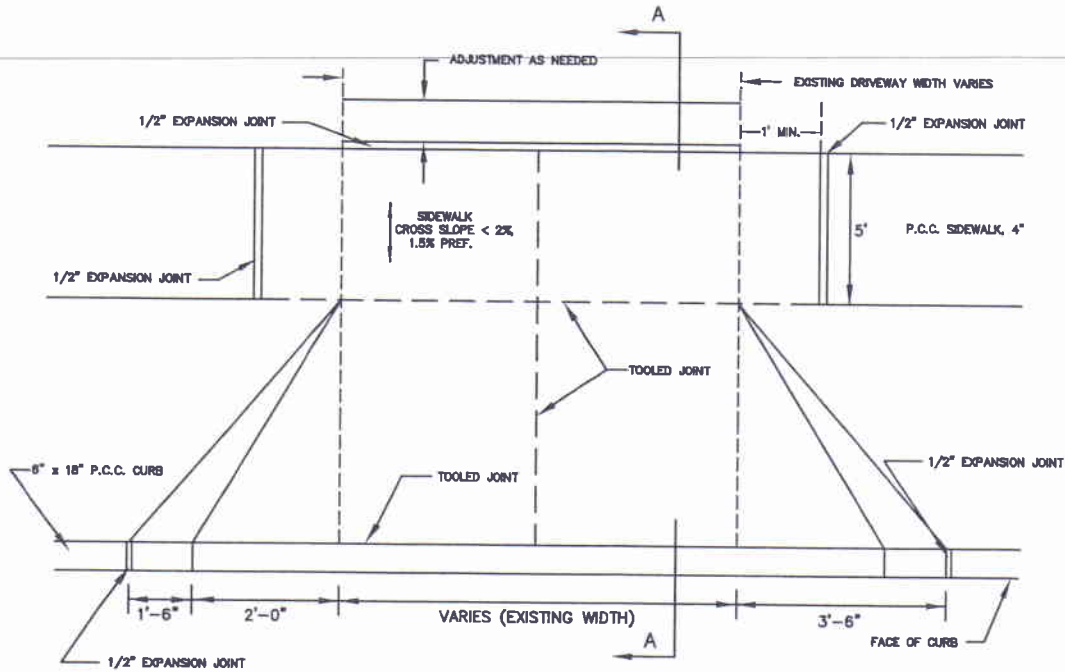 A
ADJUSTMENT AS NEEDED
EXISTING DRIVEWAY WIDTH VARIES
1/2" EXPANSION JOINT
1' MIN.
1/2" EXPANSION JOINT
SIDEWALK
CROSS SLOPE < 2%,
1.5% PREF.
5'
P.C.C. SIDEWALK, 4"
1/2" EXPANSION JOINT
TOOLED JOINT
6" x 18" P.C.C. CURB
TOOLED JOINT
1/2" EXPANSION JOINT
1'-6"
2'-0"
VARIES (EXISTING WIDTH)
3'-6"
A
FACE OF CURB
1/2" EXPANSION JOINT